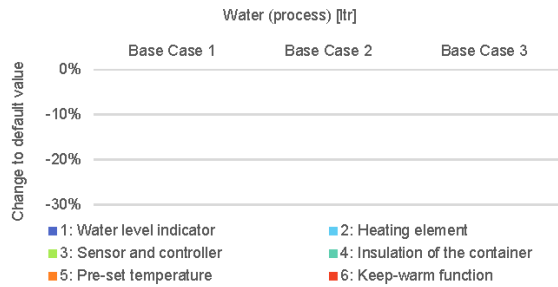 Water (process) [ltr]
Base Case 1 Base Case 2 Base Case 3
Change to default value
0%
-10%
-20%
-30%
1: Water level indicator 2: Heating element
3: Sensor and controller 4: Insulation of the container
5: Pre-set temperature 6: Keep-warm function